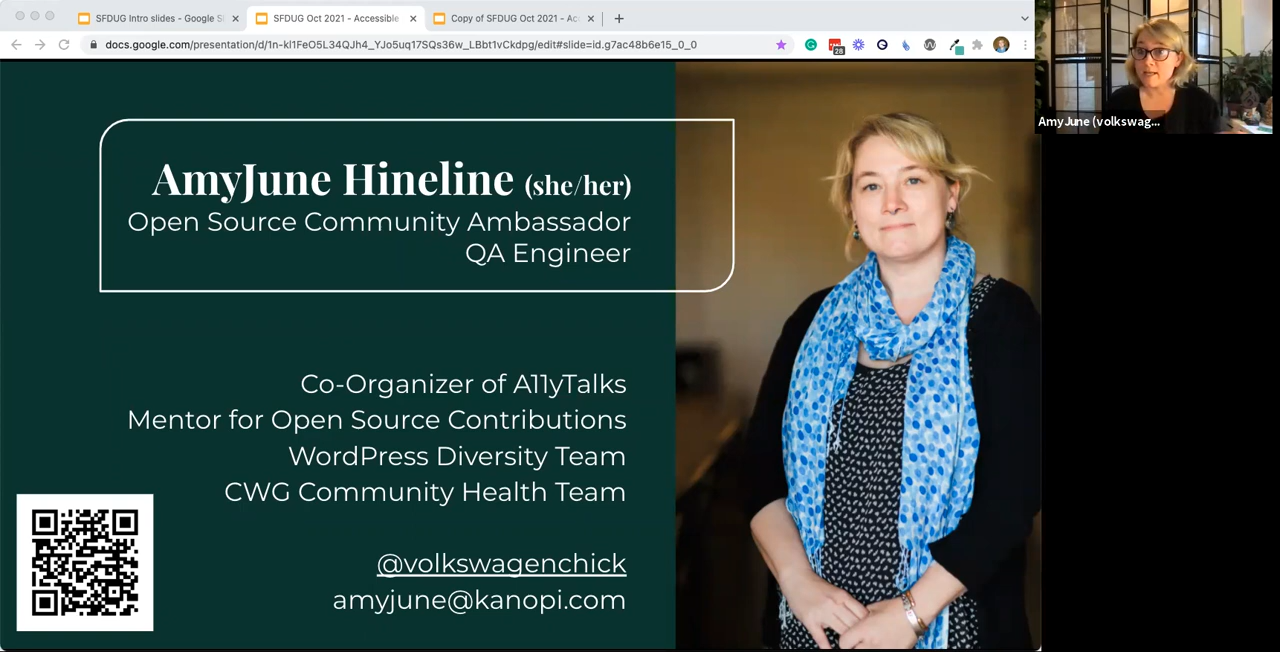 SFDUG Intro slides - Google Sl
SFDUG Oct 2021 - Accessible
Copy of SFDUG Oct 2021 - Ac
docs.google.com/presentation/d/1n-kl1FeO5L34QJh4_YJo5uq17SQs36w_LBbt1vCkdpg/edit#slide=id.g7ac48b6e15_0_0
28
AmyJune (volkswag...
AmyJune Hineline (she/her)
Open Source Community Ambassador
QA Engineer
Co-Organizer of A11yTalks
Mentor for Open Source Contributions
WordPress Diversity Team
CWG Community Health Team
@volkswagenchick
amyjune@kanopi.com